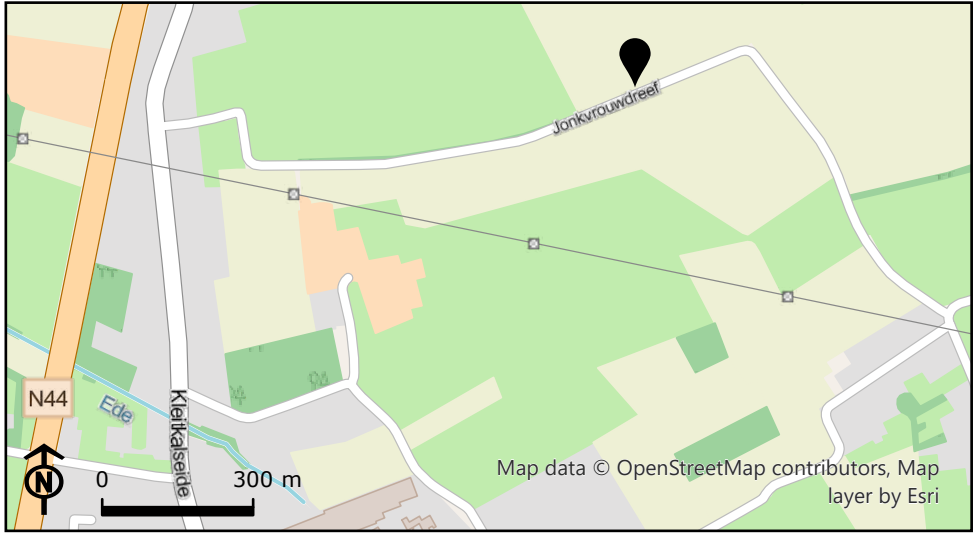 Jonkvrouwdreef
N44
Ede
Kleitkalseide
N
0 300 m
Map data © OpenStreetMap contributors, Map
layer by Esri